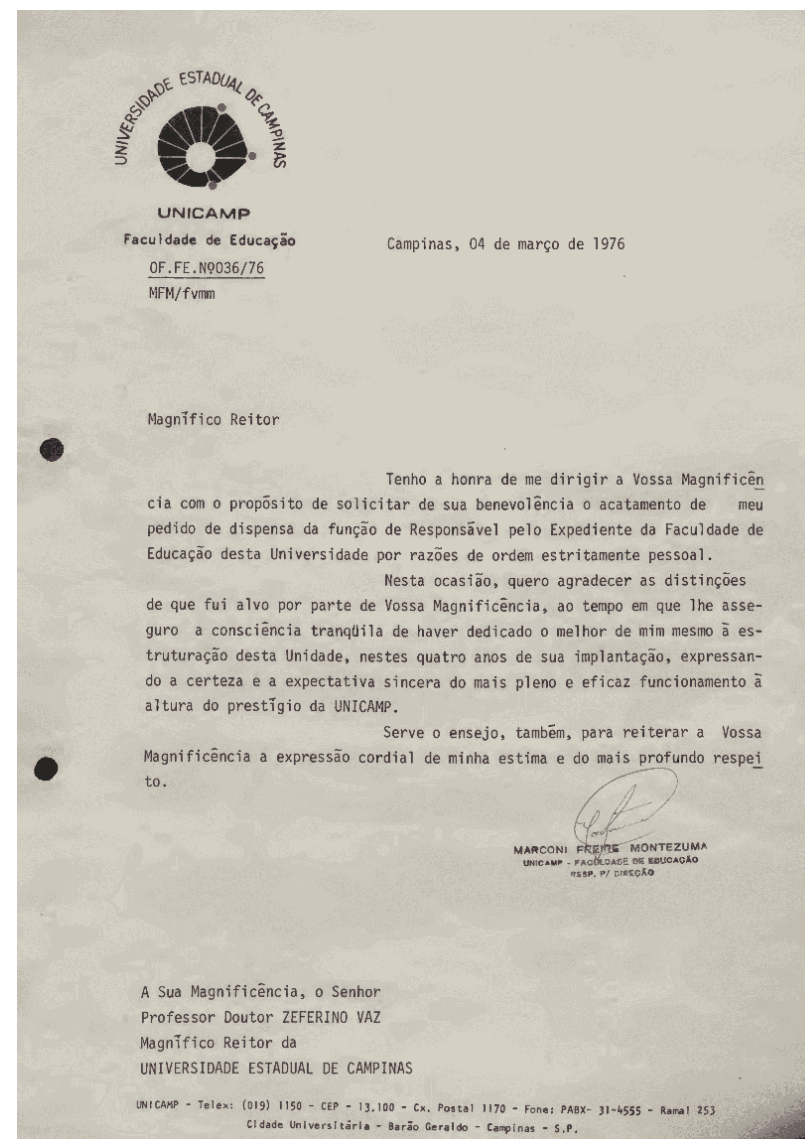 UNIVERSIDADE ESTADUAL DE CAMPINAS
UNICAMP
Faculdade de Educação
OF.FE.Nº036/76
MFM/fvmm
Campinas, 04 de março de 1976
Magnífico Reitor
Tenho a honra de me dirigir a Vossa Magnificên
cia com o propósito de solicitar de sua benevolência o acatamento de meu
pedido de dispensa da função de Responsável pelo Expediente da Faculdade de
Educação desta Universidade por razões de ordem estritamente pessoal.
Nesta ocasião, quero agradecer as distinções
de que fui alvo por parte de Vossa Magnificência, ao tempo em que lhe asse-
guro a consciência tranqüila de haver dedicado o melhor de mim mesmo à es-
truturação desta Unidade, nestes quatro anos de sua implantação, expressan-
do a certeza e a expectativa sincera do mais pleno e eficaz funcionamento à
altura do prestígio da UNICAMP.
Serve o ensejo, também, para reiterar a Vossa
Magnificência a expressão cordial de minha estima e do mais profundo respei
to.
MARCONI FREIRE MONTEZUMA
UNICAMP - FACULDADE DE EDUCAÇÃO
RESP. P/ DIREÇÃO
A Sua Magnificência, o Senhor
Professor Doutor ZEFERINO VAZ
Magnífico Reitor da
UNIVERSIDADE ESTADUAL DE CAMPINAS
UNICAMP - Telex: (019) 1150 - CEP - 13.100 - Cx. Postal 1170 - Fone: PABX- 31-4555 - Ramal 253
Cidade Universitária - Barão Geraldo - Campinas - S.P.